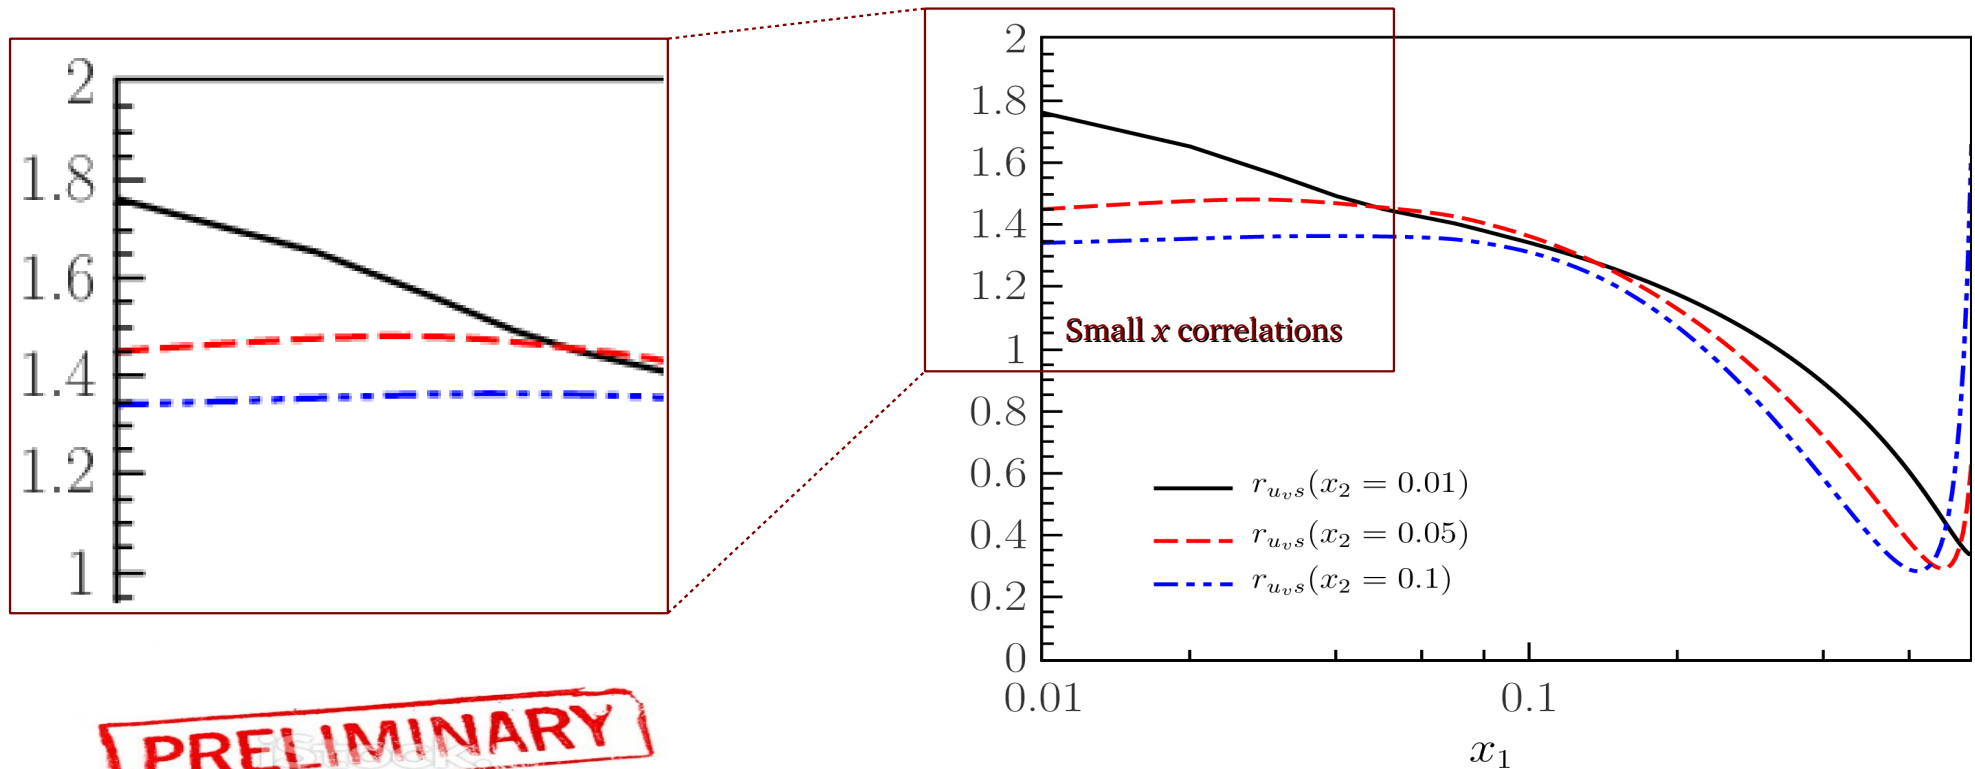 2
1.8
1.6
1.4
1.2
1
2
1.8
1.6
1.4
1.2
1
0.8
0.6
0.4
0.2
0
Small x correlations
r_{u_v s}(x_2 = 0.01)
r_{u_v s}(x_2 = 0.05)
r_{u_v s}(x_2 = 0.1)
0.01 0.1
x_1
PRELIMINARY
iStock.